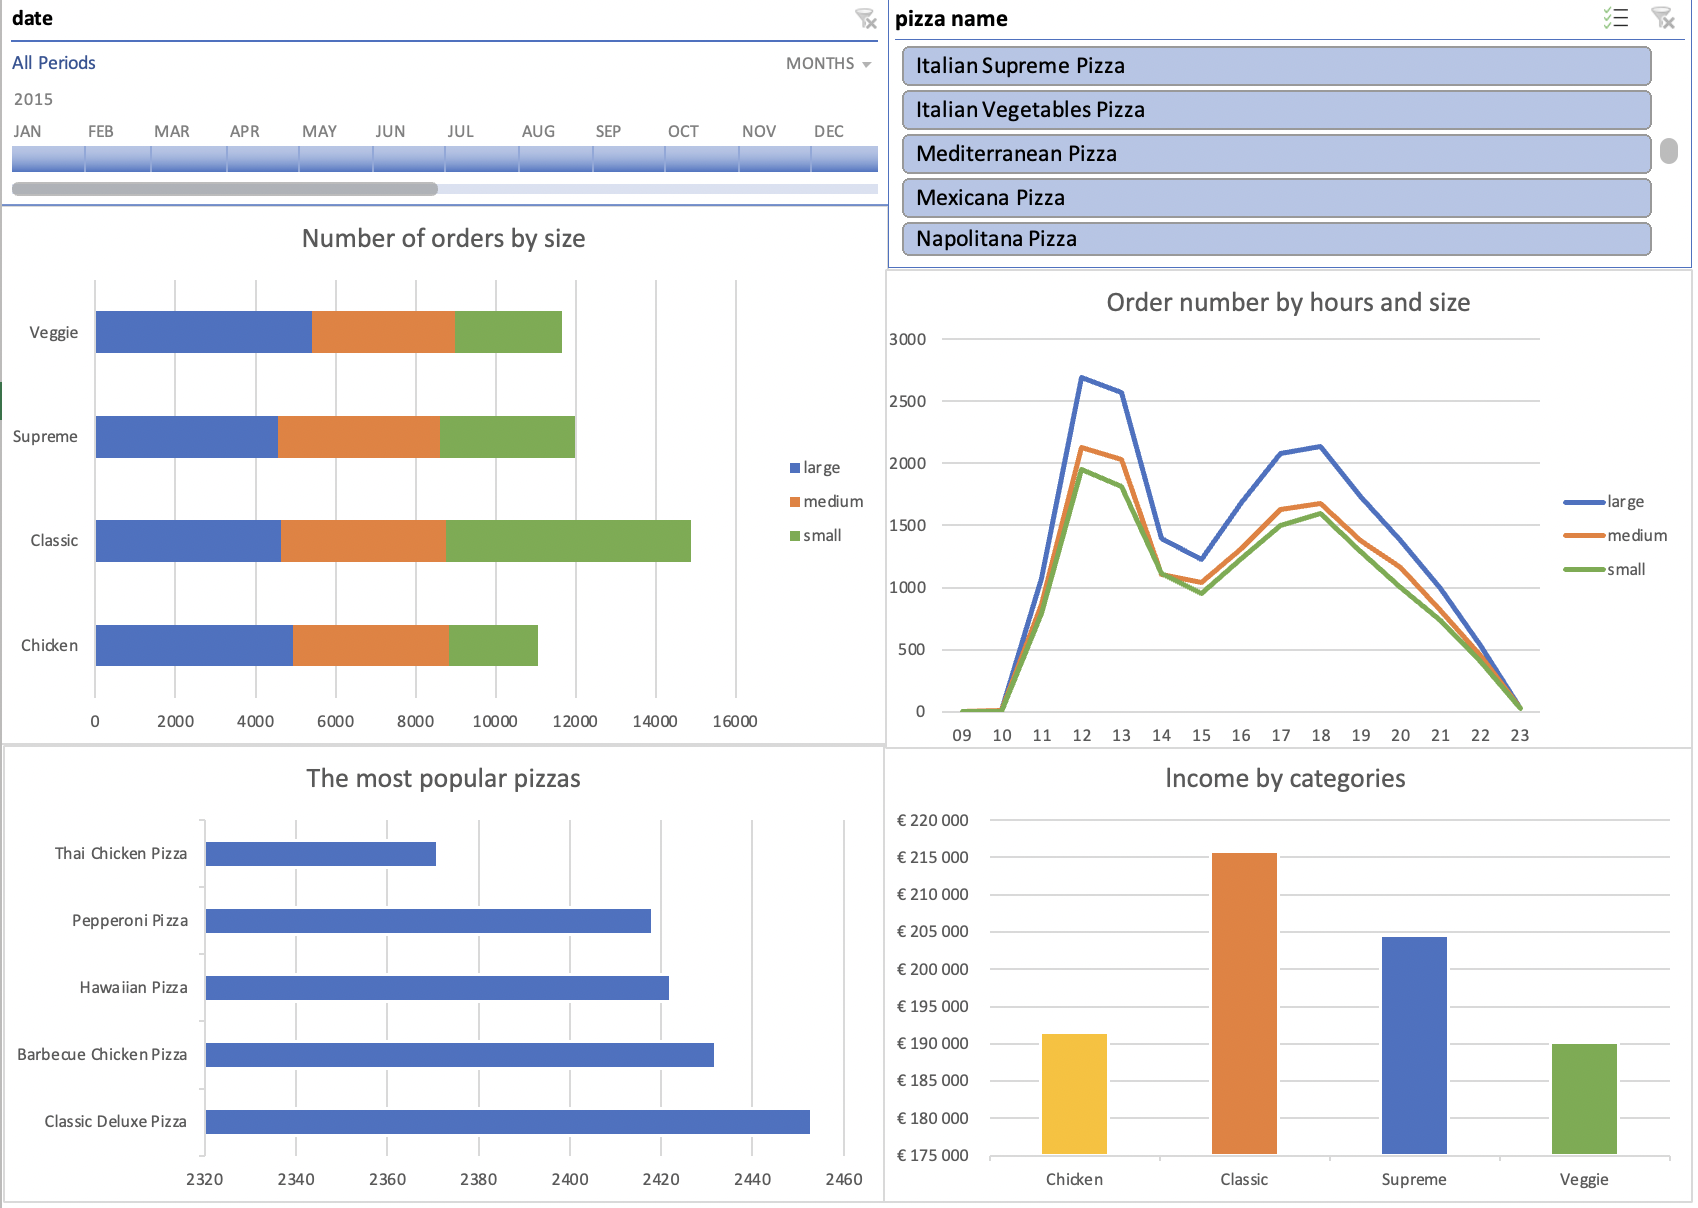 date
All Periods
MONTHS
2015
JAN FEB MAR APR MAY JUN JUL AUG SEP OCT NOV DEC
pizza name
Italian Supreme Pizza
Italian Vegetables Pizza
Mediterranean Pizza
Mexicana Pizza
Napolitana Pizza
Number of orders by size
Veggie
Supreme
Classic
Chicken
0 2000 4000 6000 8000 10000 12000 14000 16000
large
medium
small
Order number by hours and size
3000
2500
2000
1500
1000
500
0
09 10 11 12 13 14 15 16 17 18 19 20 21 22 23
large
medium
small
The most popular pizzas
Thai Chicken Pizza
Pepperoni Pizza
Hawaiian Pizza
Barbecue Chicken Pizza
Classic Deluxe Pizza
2320 2340 2360 2380 2400 2420 2440 2460
Income by categories
€ 220 000
€ 215 000
€ 210 000
€ 205 000
€ 200 000
€ 195 000
€ 190 000
€ 185 000
€ 180 000
€ 175 000
Chicken Classic Supreme Veggie